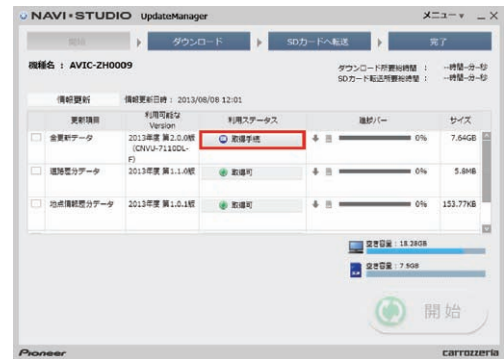 NAVI・STUDIO UpdateManager
メニュー
開始
ダウンロード
SDカードへ転送
完了
機種名 : AVIC-ZH0009
ダウンロード所要時間 : --時間--分--秒
SDカード転送所要時間 : --時間--分--秒
情報更新
情報更新日時 : 2013/08/08 12:01
更新項目
利用可能な Version
利用ステータス
進捗バー
サイズ
全更新データ
2013年度 第2.0.0版
(CNVU-7110DL-
F)
取得手続
0%
7.64GB
道路差分データ
2013年度 第1.1.0版
取得可
0%
5.8MB
地点情報差分データ
2013年度 第1.0.1版
取得可
0%
153.77KB
空き容量 : 18.28GB
空き容量 : 7.9GB
開始
Pioneer
carrozzeria